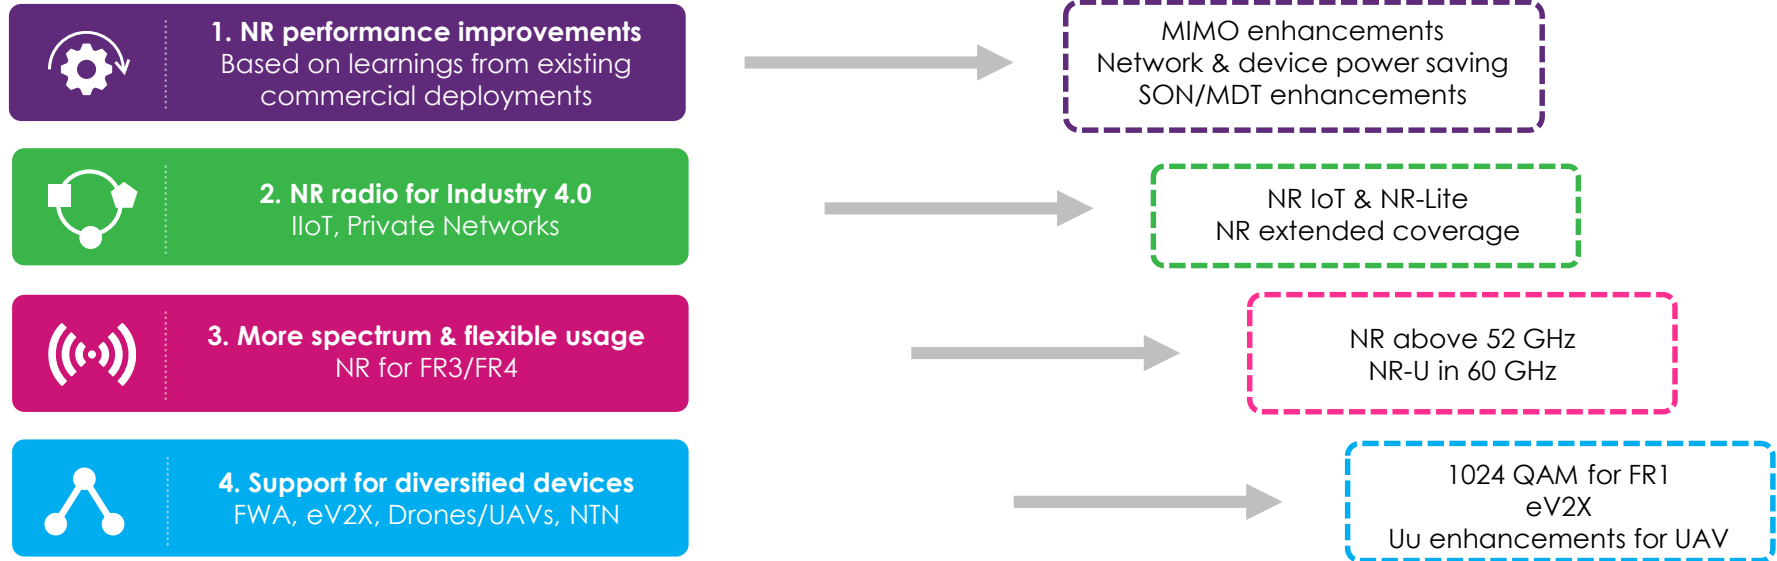 1. NR performance improvements
Based on learnings from existing
commercial deployments
MIMO enhancements
Network & device power saving
SON/MDT enhancements
2. NR radio for Industry 4.0
IIoT, Private Networks
NR IoT & NR-Lite
NR extended coverage
3. More spectrum & flexible usage
NR for FR3/FR4
NR above 52 GHz
NR-U in 60 GHz
4. Support for diversified devices
FWA, eV2X, Drones/UAVs, NTN
1024 QAM for FR1
eV2X
Uu enhancements for UAV